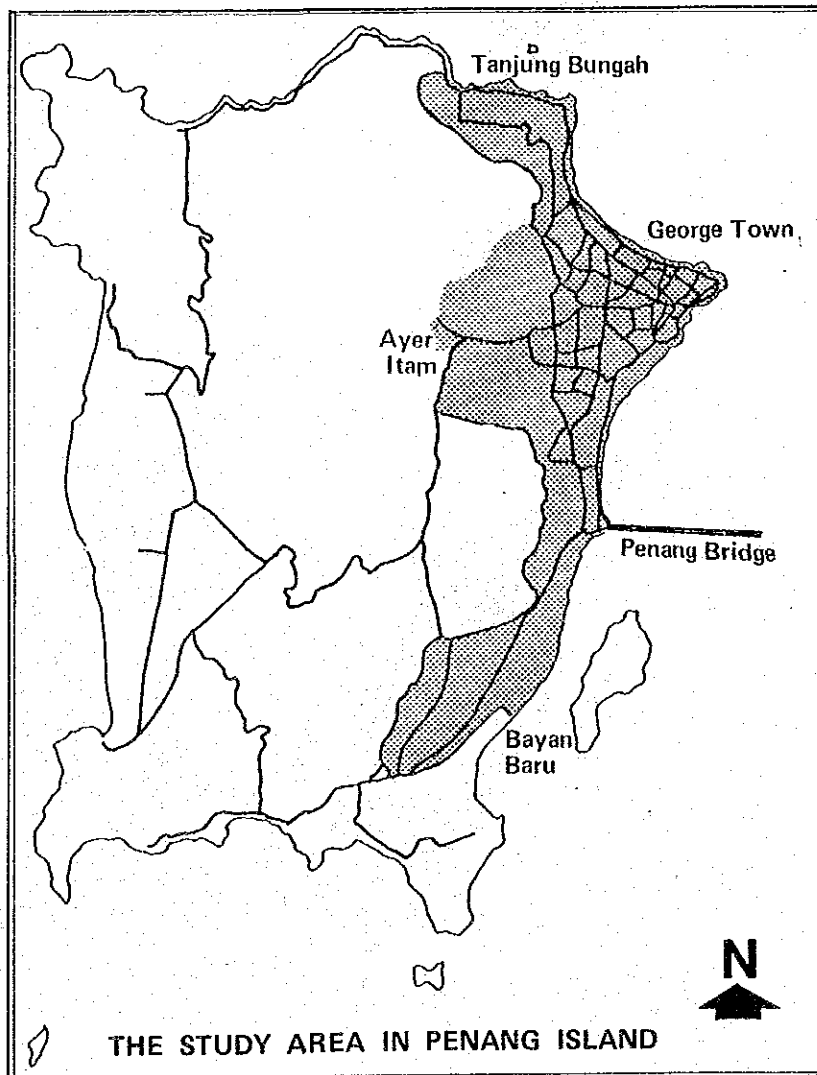 Tanjung Bungah
George Town
Ayer
Itam
Penang Bridge
Bayan
Baru
N
THE STUDY AREA IN PENANG ISLAND